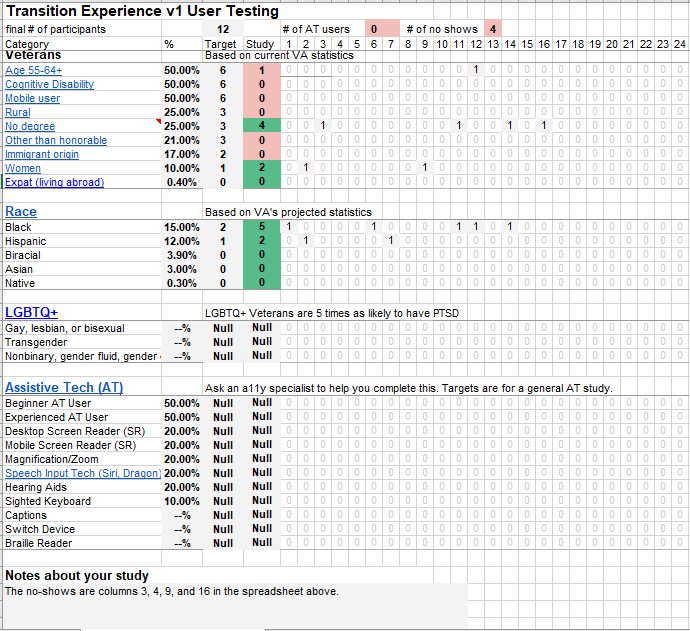 Transition Experience v1 User Testing
final # of participants 12 # of AT users 0 # of no shows 4
Category % Target Study 1 2 3 4 5 6 7 8 9 10 11 12 13 14 15 16 17 18 19 20 21 22 23 24
Veterans Based on current VA statistics
Age 55-64+ 50.00% 6 1 0 0 0 0 0 0 0 0 0 0 0 1 0 0 0 0 0 0 0 0 0 0 0 0
Cognitive Disability 50.00% 6 0 0 0 0 0 0 0 0 0 0 0 0 0 0 0 0 0 0 0 0 0 0 0 0 0
Mobile user 50.00% 6 0 0 0 0 0 0 0 0 0 0 0 0 0 0 0 0 0 0 0 0 0 0 0 0 0
Rural 25.00% 3 0 0 0 0 0 0 0 0 0 0 0 0 0 0 0 0 0 0 0 0 0 0 0 0 0
No degree 25.00% 3 4 0 0 1 0 0 0 0 0 0 0 1 0 0 1 0 1 0 0 0 0 0 0 0 0
Other than honorable 21.00% 3 0 0 0 0 0 0 0 0 0 0 0 0 0 0 0 0 0 0 0 0 0 0 0 0 0
Immigrant origin 17.00% 2 0 0 0 0 0 0 0 0 0 0 0 0 0 0 0 0 0 0 0 0 0 0 0 0 0
Women 10.00% 1 2 0 1 0 0 0 0 0 0 1 0 0 0 0 0 0 0 0 0 0 0 0 0 0 0
Expat (living abroad) 0.40% 0 0 0 0 0 0 0 0 0 0 0 0 0 0 0 0 0 0 0 0 0 0 0 0 0 0
Race Based on VA's projected statistics
Black 15.00% 2 5 1 0 0 0 0 1 0 0 0 0 1 1 0 1 0 0 0 0 0 0 0 0 0 0
Hispanic 12.00% 1 2 0 1 0 0 0 0 1 0 0 0 0 0 0 0 0 0 0 0 0 0 0 0 0 0
Biracial 3.90% 0 0 0 0 0 0 0 0 0 0 0 0 0 0 0 0 0 0 0 0 0 0 0 0 0 0
Asian 3.00% 0 0 0 0 0 0 0 0 0 0 0 0 0 0 0 0 0 0 0 0 0 0 0 0 0 0
Native 0.30% 0 0 0 0 0 0 0 0 0 0 0 0 0 0 0 0 0 0 0 0 0 0 0 0 0 0
LGBTQ+ LGBTQ+ Veterans are 5 times as likely to have PTSD
Gay, lesbian, or bisexual --% Null Null 0 0 0 0 0 0 0 0 0 0 0 0 0 0 0 0 0 0 0 0 0 0 0 0
Transgender --% Null Null 0 0 0 0 0 0 0 0 0 0 0 0 0 0 0 0 0 0 0 0 0 0 0 0
Nonbinary, gender fluid, gender --% Null Null 0 0 0 0 0 0 0 0 0 0 0 0 0 0 0 0 0 0 0 0 0 0 0 0
Assistive Tech (AT) Ask an a11y specialist to help you complete this. Targets are for a general AT study.
Beginner AT User 50.00% Null Null 0 0 0 0 0 0 0 0 0 0 0 0 0 0 0 0 0 0 0 0 0 0 0 0
Experienced AT User 50.00% Null Null 0 0 0 0 0 0 0 0 0 0 0 0 0 0 0 0 0 0 0 0 0 0 0 0
Desktop Screen Reader (SR) 20.00% Null Null 0 0 0 0 0 0 0 0 0 0 0 0 0 0 0 0 0 0 0 0 0 0 0 0
Mobile Screen Reader (SR) 20.00% Null Null 0 0 0 0 0 0 0 0 0 0 0 0 0 0 0 0 0 0 0 0 0 0 0 0
Magnification/Zoom 20.00% Null Null 0 0 0 0 0 0 0 0 0 0 0 0 0 0 0 0 0 0 0 0 0 0 0 0
Speech Input Tech (Siri, Dragon) 20.00% Null Null 0 0 0 0 0 0 0 0 0 0 0 0 0 0 0 0 0 0 0 0 0 0 0 0
Hearing Aids 20.00% Null Null 0 0 0 0 0 0 0 0 0 0 0 0 0 0 0 0 0 0 0 0 0 0 0 0
Sighted Keyboard 10.00% Null Null 0 0 0 0 0 0 0 0 0 0 0 0 0 0 0 0 0 0 0 0 0 0 0 0
Captions --% Null Null 0 0 0 0 0 0 0 0 0 0 0 0 0 0 0 0 0 0 0 0 0 0 0 0
Switch Device --% Null Null 0 0 0 0 0 0 0 0 0 0 0 0 0 0 0 0 0 0 0 0 0 0 0 0
Braille Reader --% Null Null 0 0 0 0 0 0 0 0 0 0 0 0 0 0 0 0 0 0 0 0 0 0 0 0
Notes about your study
The no-shows are columns 3, 4, 9, and 16 in the spreadsheet above.